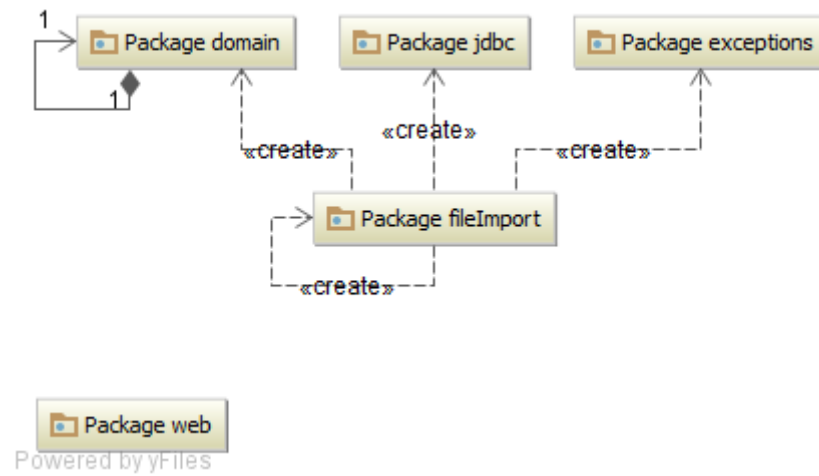 1
Package domain
Package jdbc
Package exceptions
1
«create»
«create»
«create»
Package fileImport
«create»
Package web
Powered by yFiles